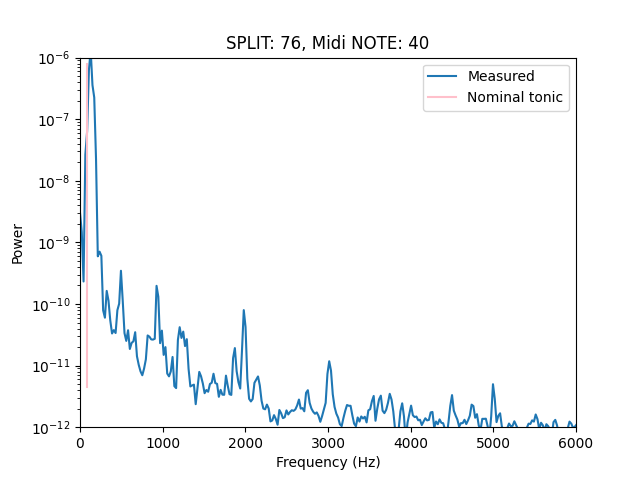 SPLIT: 76, Midi NOTE: 40
Measured
Nominal tonic
Power
10⁻⁶
10⁻⁷
10⁻⁸
10⁻⁹
10⁻¹⁰
10⁻¹¹
10⁻¹²
0 1000 2000 3000 4000 5000 6000
Frequency (Hz)